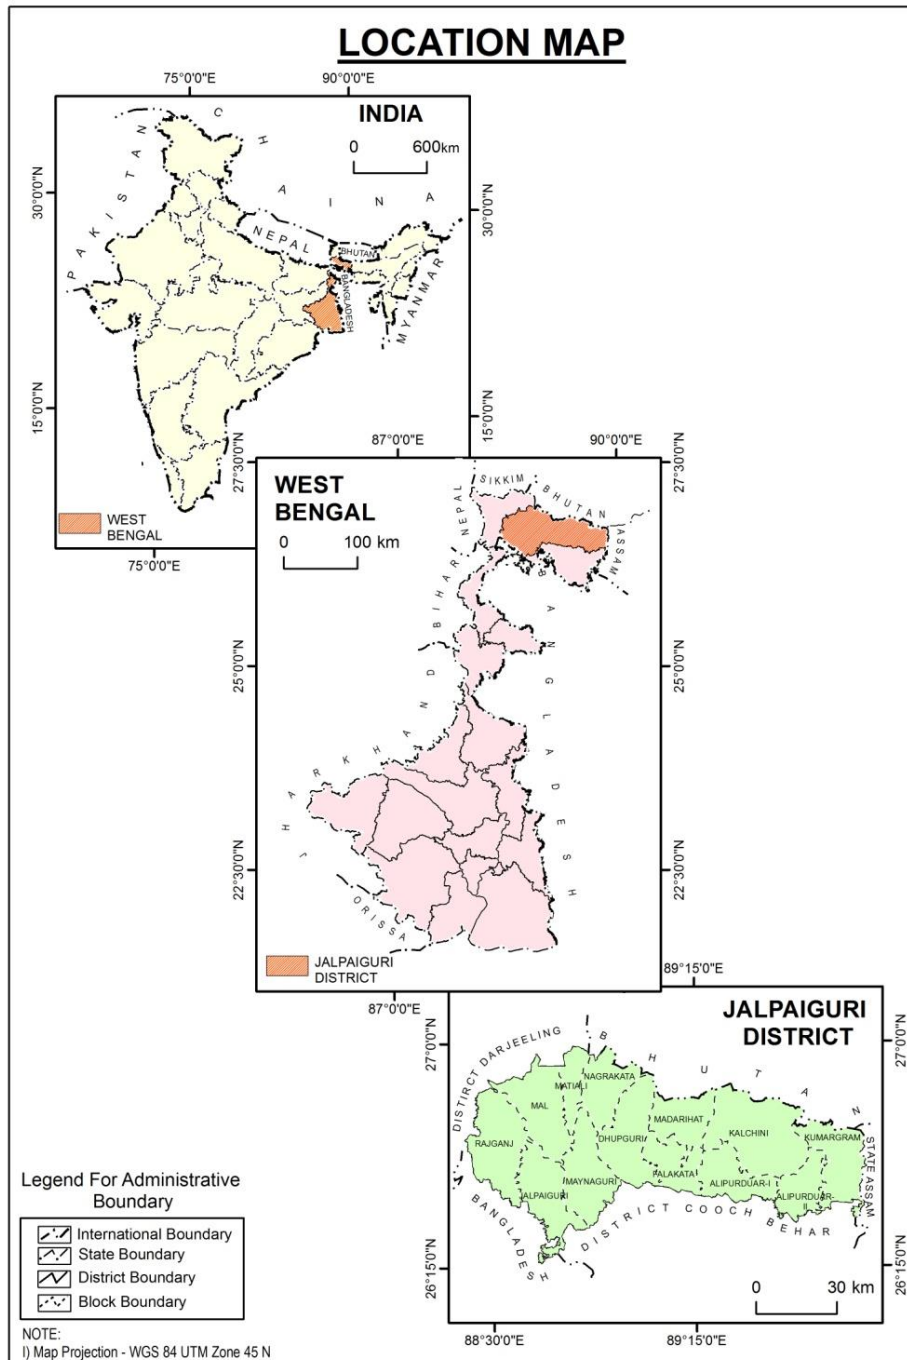 LOCATION MAP
75°0'0"E
90°0'0"E
INDIA
0 600km
30°0'0"N
30°0'0"N
15°0'0"N
15°0'0"N
PAKISTAN
CHAINA
NEPAL
BHUTAN
BANGLADESH
MYANMAR
WEST
BENGAL
75°0'0"E
87°0'0"E
90°0'0"E
27°30'0"N
27°30'0"N
WEST
BENGAL
0 100 km
SIKKIM
BHUTAN
NEPAL
ASSAM
BIHAR
BANGLADESH
JHARKHAND
ORISSA
25°0'0"N
25°0'0"N
22°30'0"N
22°30'0"N
JALPAIGURI
DISTRICT
87°0'0"E
89°15'0"E
JALPAIGURI
DISTRICT
27°0'0"N
27°0'0"N
DISTIRCT DARJEELING
BHUTAN
NAGRAKATA
MATIALI
MAL
MADARIHAT
KALCHINI
KUMARGRAM
RAJGANJ
DHUPGURI
FALAKATA
MAYNAGURI
ALIPURDUAR-I
JALPAIGURI
ALIPURDUAR-
II
STATE ASSAM
BANGLADESH
DISTRICT COOCH BEHAR
26°15'0"N
26°15'0"N
0 30 km
88°30'0"E
89°15'0"E
Legend For Administrative
Boundary
International Boundary
State Boundary
District Boundary
Block Boundary
NOTE:
I) Map Projection - WGS 84 UTM Zone 45 N